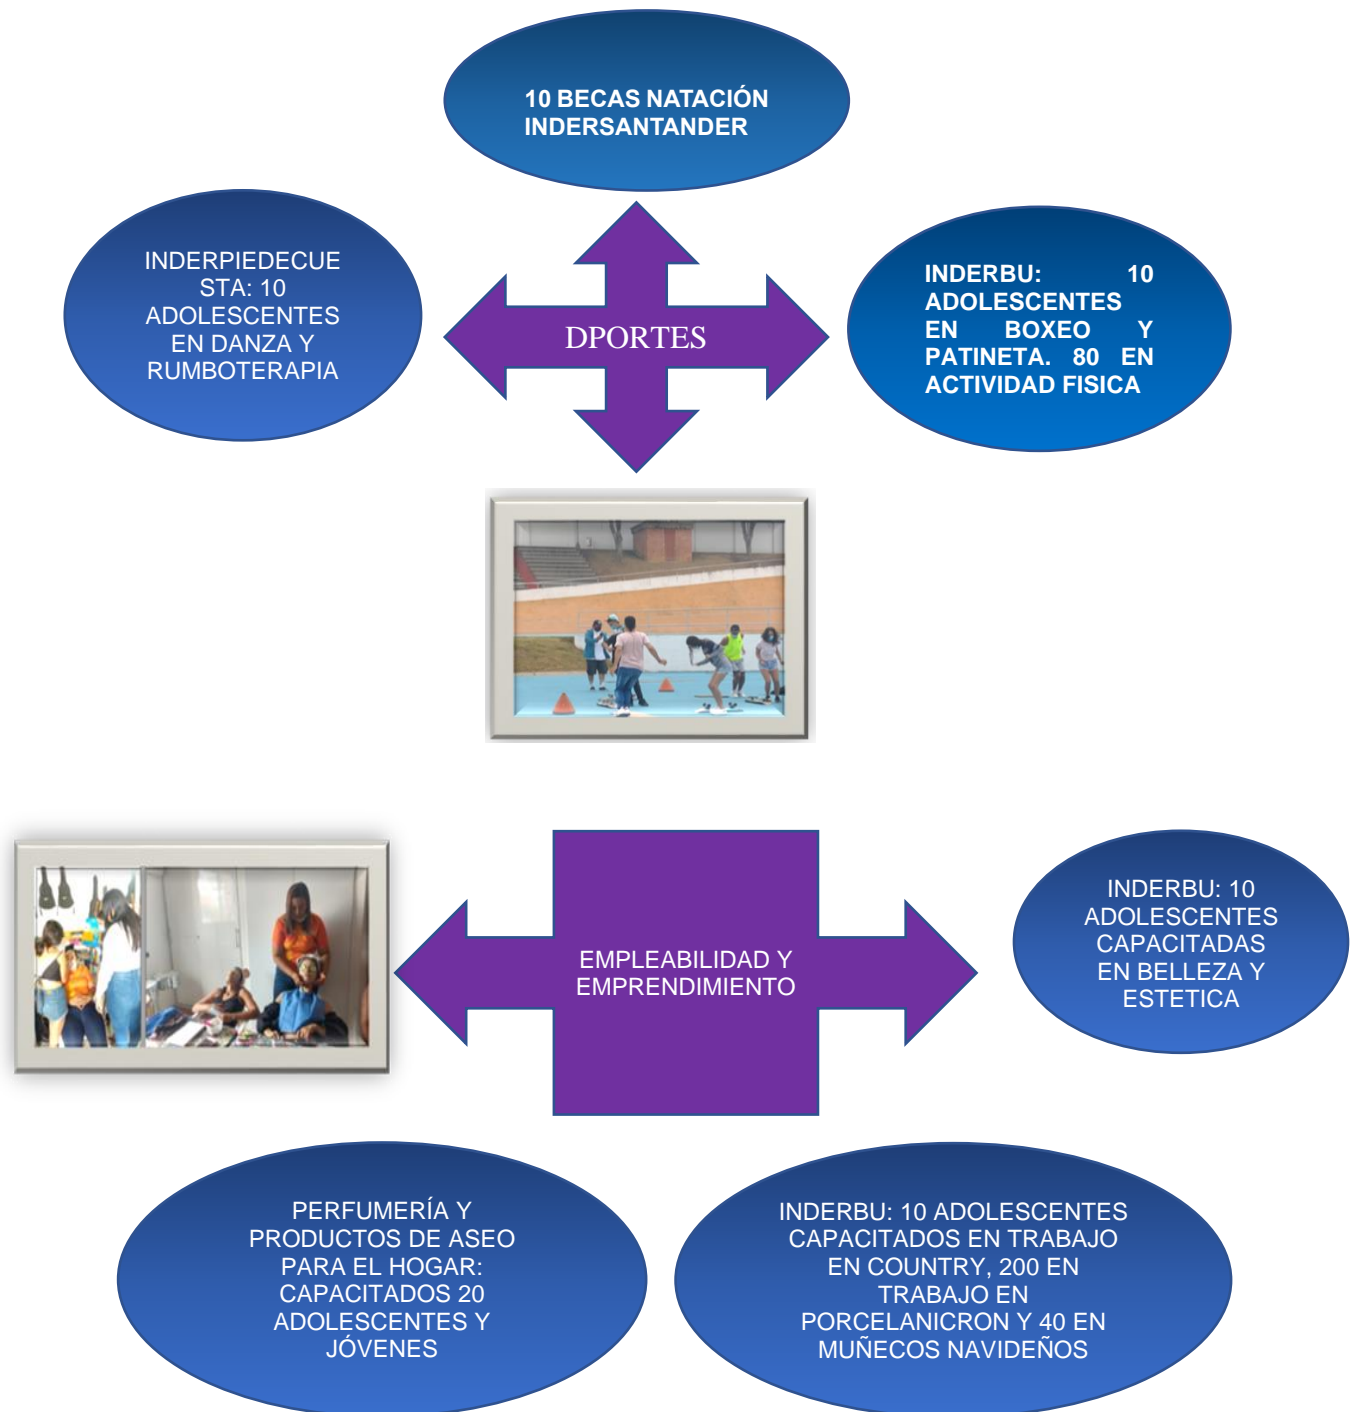 10 BECAS NATACIÓN
INDERSANTANDER
INDERPIEDECUE
STA: 10
ADOLESCENTES
EN DANZA Y
RUMBOTERAPIA
DPORTES
INDERBU: 10
ADOLESCENTES
EN BOXEO Y
PATINETA. 80 EN
ACTIVIDAD FISICA
EMPLEABILIDAD Y
EMPRENDIMIENTO
INDERBU: 10
ADOLESCENTES
CAPACITADAS
EN BELLEZA Y
ESTETICA
PERFUMERÍA Y
PRODUCTOS DE ASEO
PARA EL HOGAR:
CAPACITADOS 20
ADOLESCENTES Y
JÓVENES
INDERBU: 10 ADOLESCENTES
CAPACITADOS EN TRABAJO
EN COUNTRY, 200 EN
TRABAJO EN
PORCELANICRON Y 40 EN
MUÑECOS NAVIDEÑOS